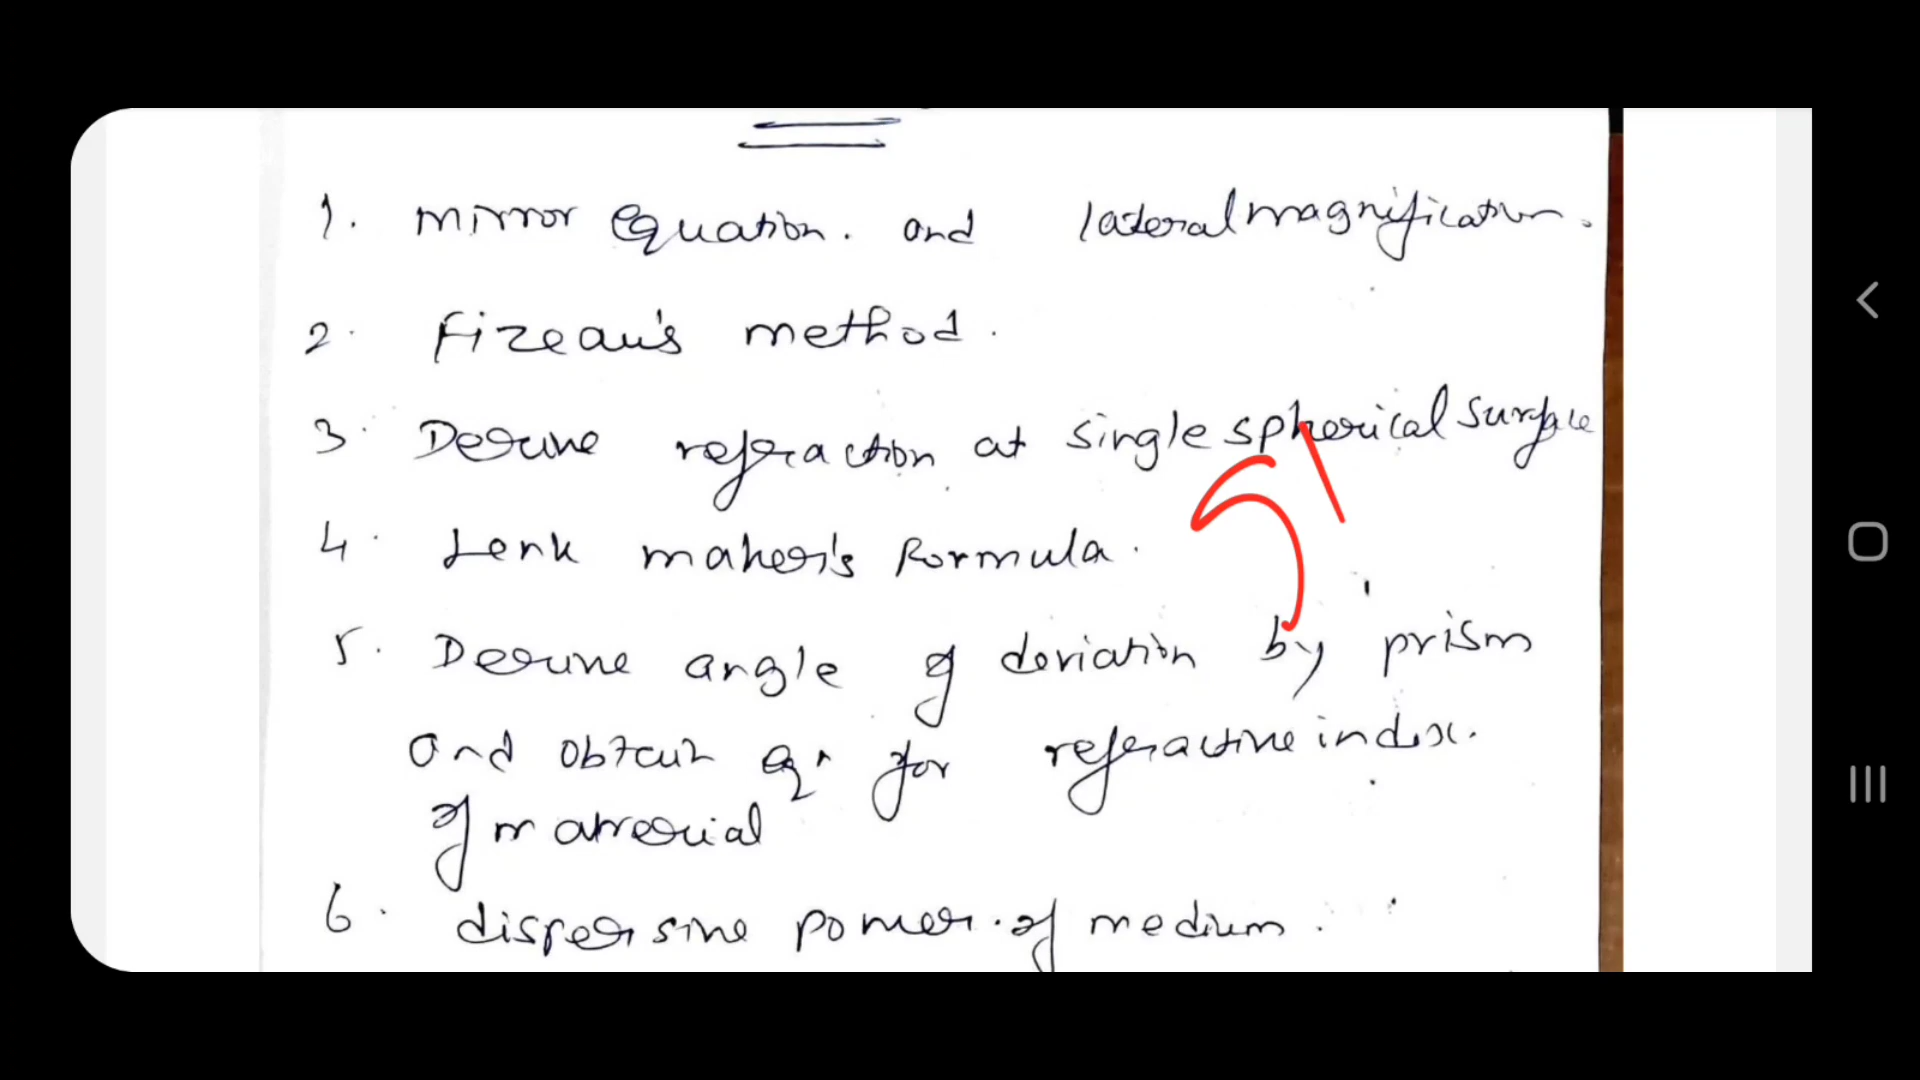 1. Mirror Equation. and lateral magnification.
2. Fizeau's method.
3. Derive refraction at single spherical surface
4. Lenk maker's Formula.
5. Derive angle of deviation by prism
and obtain eqn for refractive index.
of material
6. dispersive power. of medium.